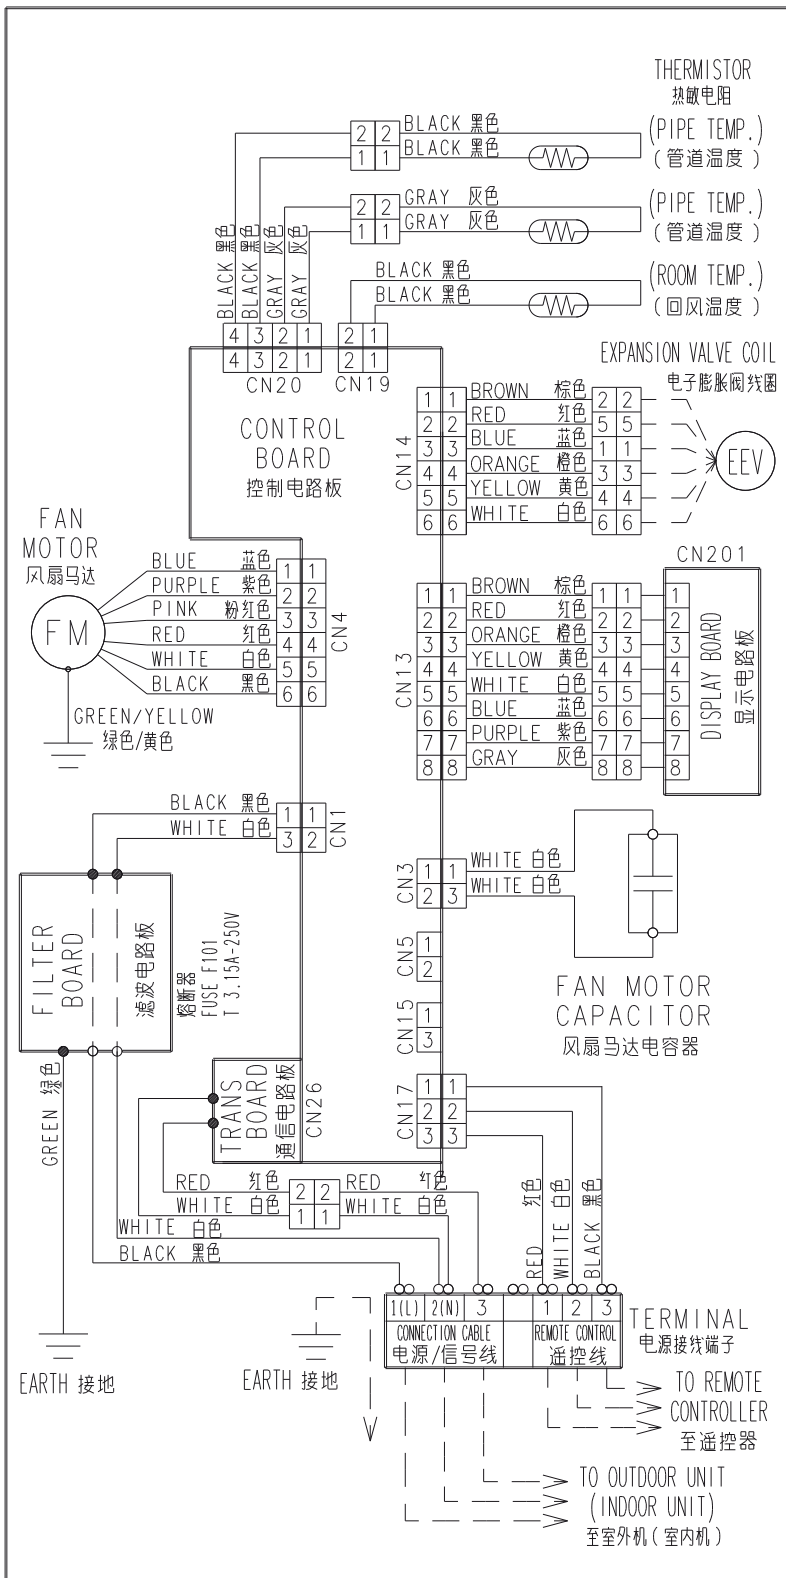 THERMISTOR
热敏电阻
BLACK 黑色
2 2
(PIPE TEMP.)
BLACK 黑色
1 1
(管道温度)
GRAY 灰色
2 2
(PIPE TEMP.)
GRAY 灰色
1 1
(管道温度)
BLACK 黑色
BLACK 黑色
GRAY 灰色
GRAY 灰色
BLACK 黑色
(ROOM TEMP.)
BLACK 黑色
(回风温度)
4 3 2 1
4 3 2 1
CN20
2 1
2 1
CN19
CONTROL
BOARD
控制电路板
EXPANSION VALVE COIL
电子膨胀阀线圈
CN14
1 1 BROWN 棕色 2 2
2 2 RED 红色 5 5
3 3 BLUE 蓝色 1 1
4 4 ORANGE 橙色 3 3
5 5 YELLOW 黄色 4 4
6 6 WHITE 白色 6 6
EEV
FAN
MOTOR
风扇马达
FM
BLUE 蓝色 1 1
PURPLE 紫色 2 2
PINK 粉红色 3 3
RED 红色 4 4
WHITE 白色 5 5
BLACK 黑色 6 6
CN4
GREEN/YELLOW
绿色/黄色
CN201
CN13
1 1 BROWN 棕色 1 1 1
2 2 RED 红色 2 2 2
3 3 ORANGE 橙色 3 3 3
4 4 YELLOW 黄色 4 4 4
5 5 WHITE 白色 5 5 5
6 6 BLUE 蓝色 6 6 6
7 7 PURPLE 紫色 7 7 7
8 8 GRAY 灰色 8 8 8
DISPLAY BOARD
显示电路板
BLACK 黑色 1 1
WHITE 白色 3 2
CN1
CN3
1 1 WHITE 白色
2 3 WHITE 白色
FAN MOTOR
CAPACITOR
风扇马达电容器
CN5
1
2
CN15
1
3
FILTER
BOARD
滤波电路板
熔断器
FUSE F101
T 3.15A-250V
GREEN 绿色
TRANS
BOARD
通信电路板
CN26
CN17
1 1
2 2
3 3
RED 红色 2 2 RED 红色
WHITE 白色 1 1 WHITE 白色
WHITE 白色
BLACK 黑色
RED 红色
WHITE 白色
BLACK 黑色
1(L) 2(N) 3 1 2 3
CONNECTION CABLE
电源/信号线
REMOTE CONTROL
遥控线
TERMINAL
电源接线端子
EARTH 接地
EARTH 接地
TO REMOTE
CONTROLLER
至遥控器
TO OUTDOOR UNIT
(INDOOR UNIT)
至室外机(室内机)